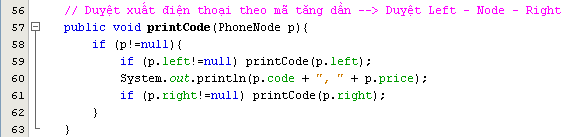 56 // Duyệt xuất điện thoại theo mã tăng dần --> Duyệt Left - Node - Right
57 public void printCode(PhoneNode p){
58 if (p!=null){
59 if (p.left!=null) printCode(p.left);
60 System.out.println(p.code + ", " + p.price);
61 if (p.right!=null) printCode(p.right);
62 }
63 }